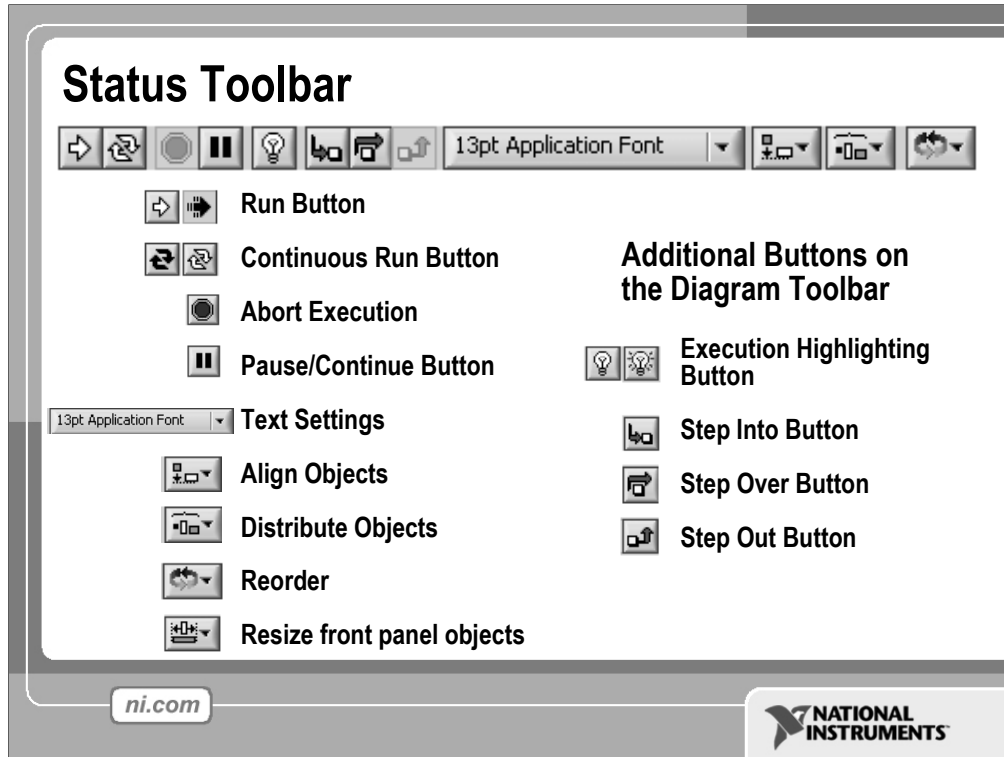 Status Toolbar
13pt Application Font
Run Button
Continuous Run Button
Abort Execution
Pause/Continue Button
13pt Application Font
Text Settings
Align Objects
Distribute Objects
Reorder
Resize front panel objects
Additional Buttons on
the Diagram Toolbar
Execution Highlighting
Button
Step Into Button
Step Over Button
Step Out Button
ni.com
NATIONAL
INSTRUMENTS